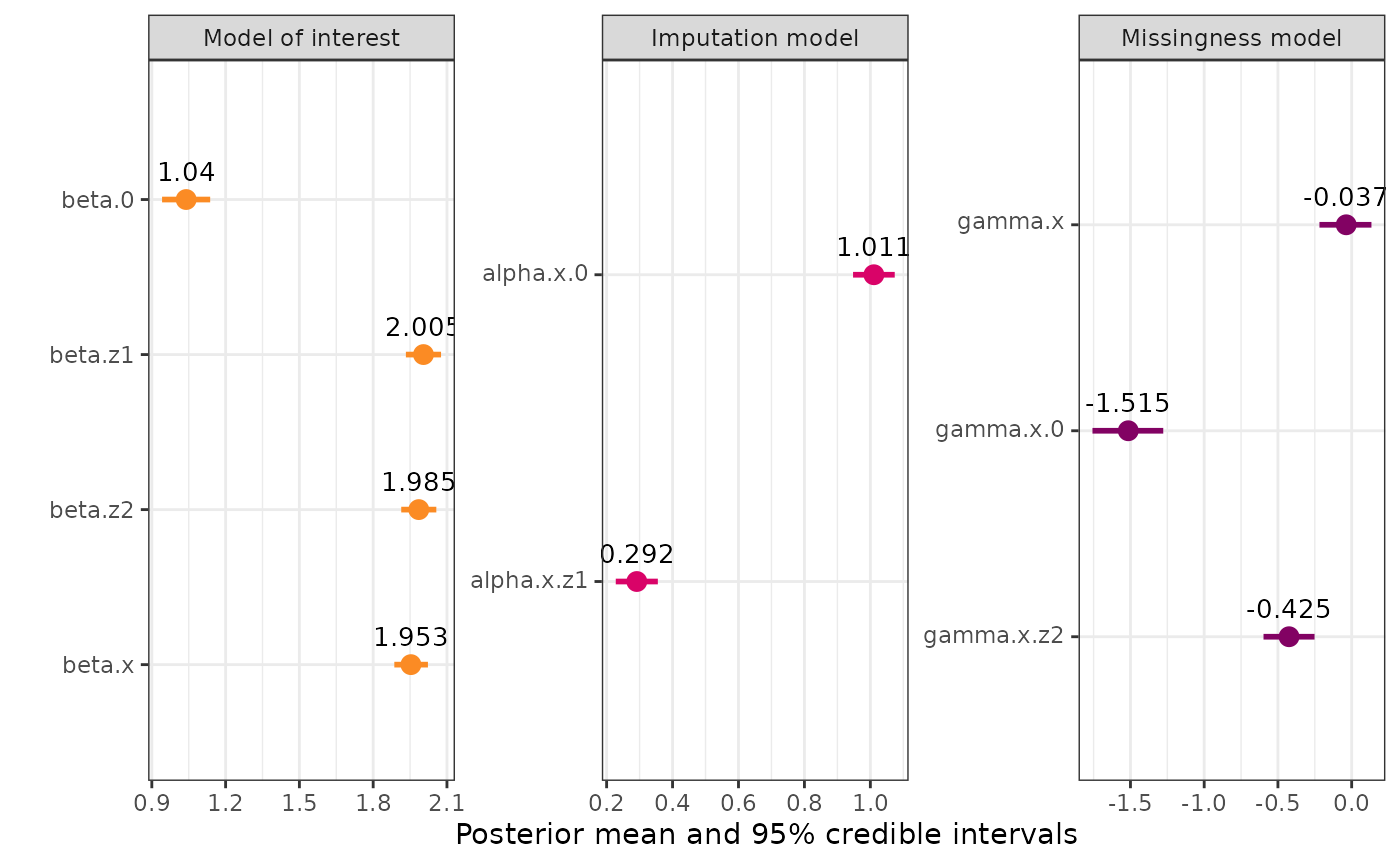 Model of interest
Imputation model
Missingness model
beta.0
1.04
beta.z1
2.005
beta.z2
1.985
beta.x
1.953
0.9 1.2 1.5 1.8 2.1
alpha.x.0
1.011
alpha.x.z1
0.292
0.2 0.4 0.6 0.8 1.0
gamma.x
-0.037
gamma.x.0
-1.515
gamma.x.z2
-0.425
-1.5 -1.0 -0.5 0.0
Posterior mean and 95% credible intervals